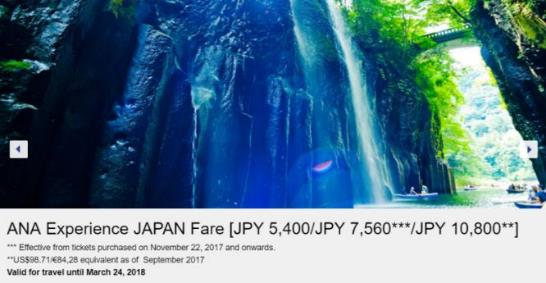 ANA Experience JAPAN Fare [JPY 5,400/JPY 7,560***/JPY 10,800**]
*** Effective from tickets purchased on November 22, 2017 and onwards.
**US$98.71/€84,28 equivalent as of September 2017
Valid for travel until March 24, 2018